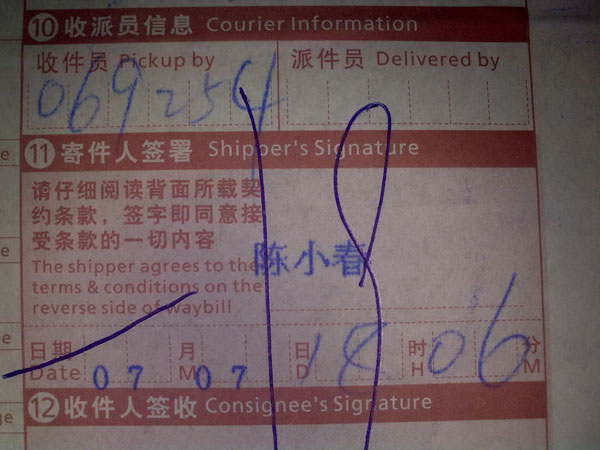 ⑩ 收派员信息 Courier Information
收件员 Pickup by 派件员 Delivered by
069254
⑪ 寄件人签署 Shipper's Signature
请仔细阅读背面所载契
约条款,签字即同意接
受条款的一切内容
陈小春
The shipper agrees to the
terms & conditions on the
reverse side of waybill
日期 月 日 时 分
Date 07 M 07 D 18 H 06 M
⑫ 收件人签收 Consignee's Signature